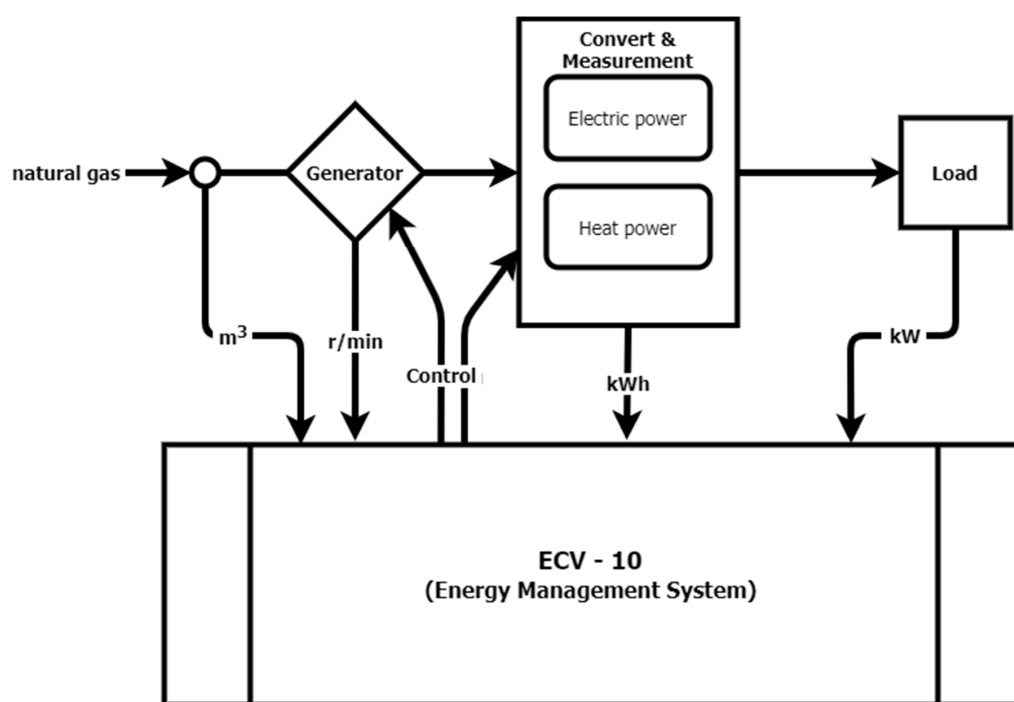 Convert &
Measurement
Electric power
natural gas
Generator
Load
Heat power
m³
r/min
kW
Control
kWh
ECV - 10
(Energy Management System)